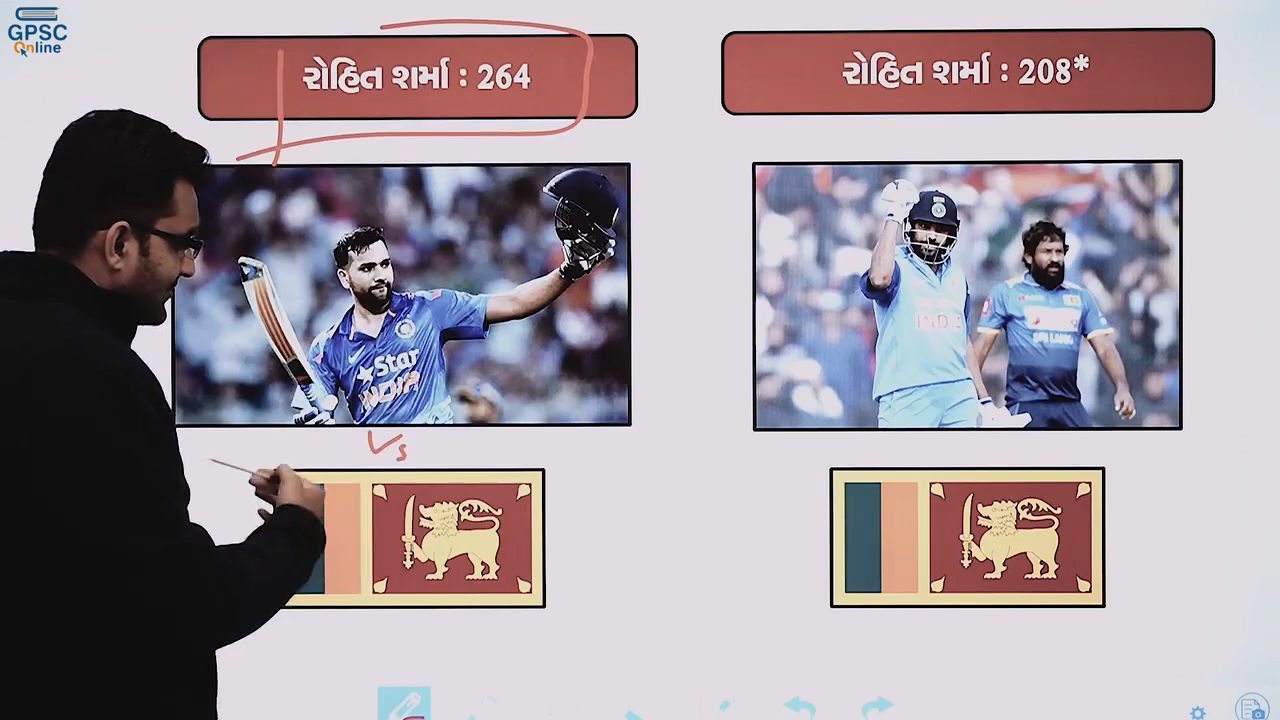 GPSC
Online
રોહિત શર્મા : 264
રોહિત શર્મા : 208*
Star
INDIA
INDIA
SRI LANKA
Vs